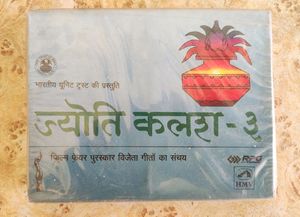 भारतीय यूनिट ट्रस्ट की प्रस्तुति
ज्योति कलश - ३
फिल्म फेयर पुरस्कार विजेता गीतों का संचय
RPG
HMV